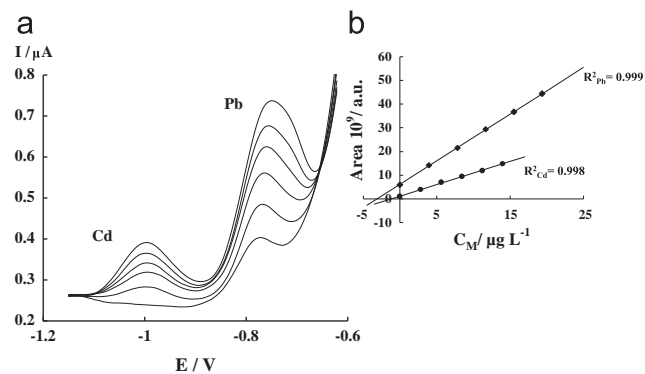 a
I / µA
0.8
0.7
0.6
0.5
0.4
0.3
0.2
-1.2
-1
-0.8
-0.6
E / V
Cd
Pb
b
Area 10⁹/ a.u.
60
50
40
30
20
10
0
-10
-5
5
15
25
C_M/ µg L⁻¹
R²_Pb= 0.999
R²_Cd= 0.998